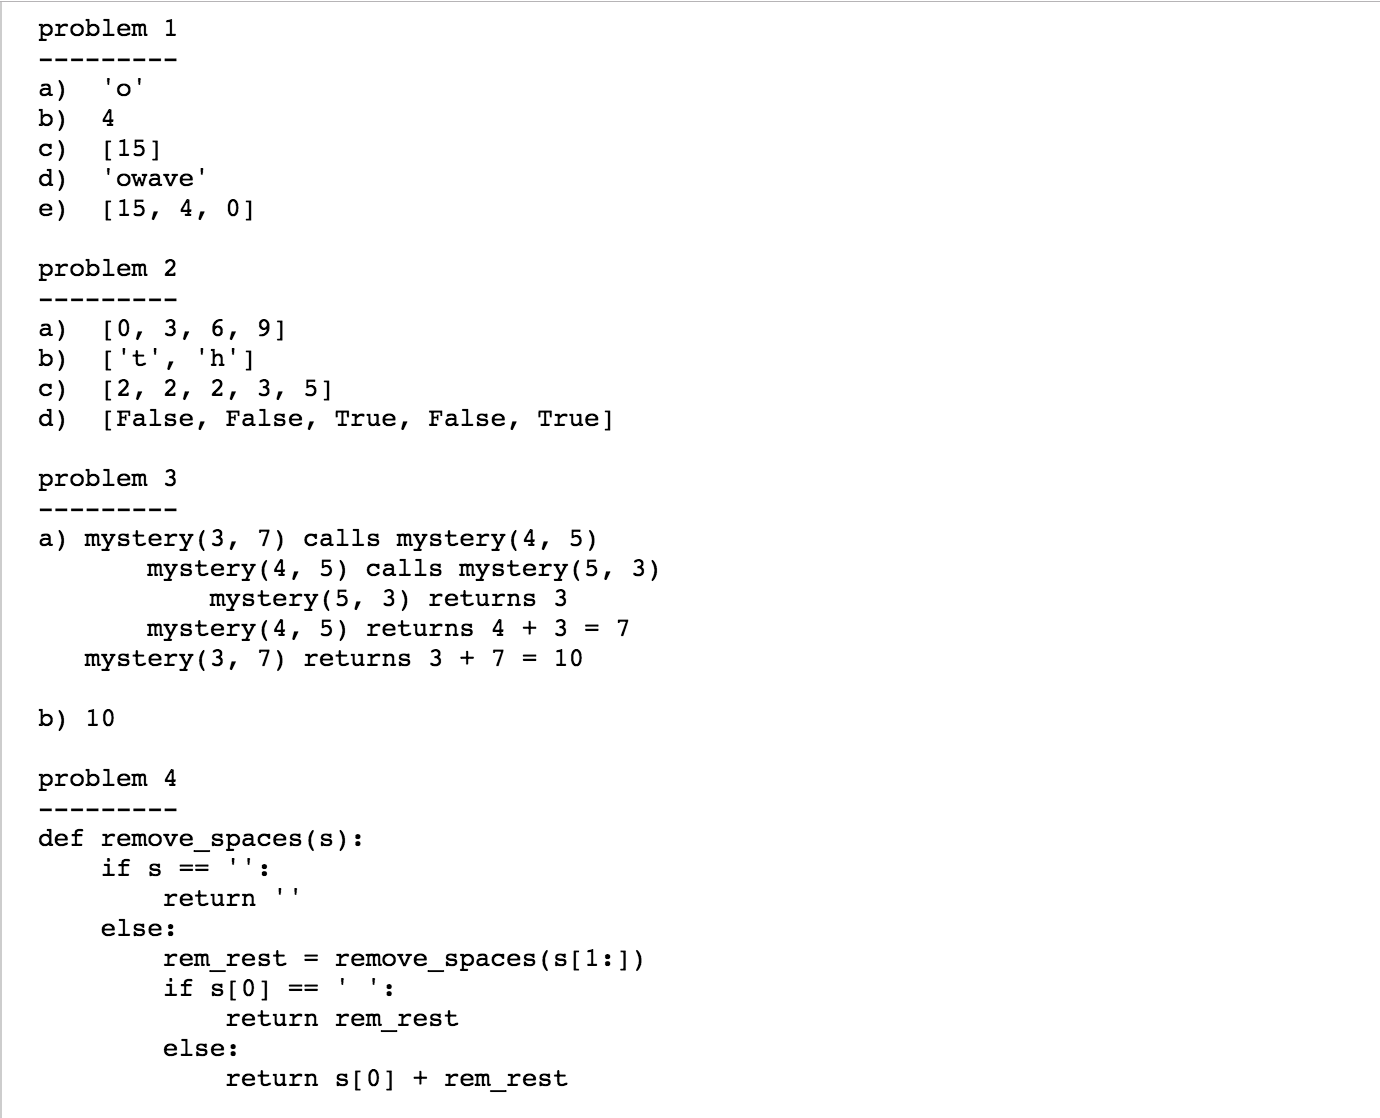 problem 1
---------
a)  'o'
b)  4
c)  [15]
d)  'owave'
e)  [15, 4, 0]

problem 2
---------
a)  [0, 3, 6, 9]
b)  ['t', 'h']
c)  [2, 2, 2, 3, 5]
d)  [False, False, True, False, True]

problem 3
---------
a) mystery(3, 7) calls mystery(4, 5)
       mystery(4, 5) calls mystery(5, 3)
           mystery(5, 3) returns 3
       mystery(4, 5) returns 4 + 3 = 7
   mystery(3, 7) returns 3 + 7 = 10

b) 10

problem 4
---------
def remove_spaces(s):
    if s == '':
        return ''
    else:
        rem_rest = remove_spaces(s[1:])
        if s[0] == ' ':
            return rem_rest
        else:
            return s[0] + rem_rest